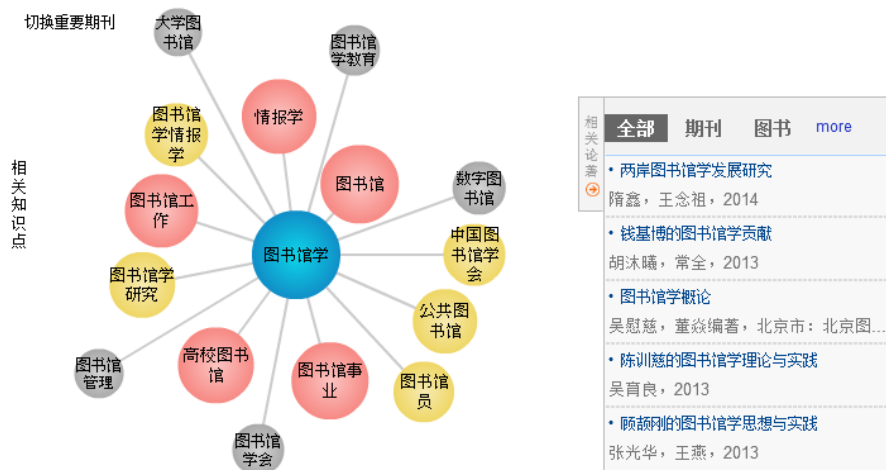 切换重要期刊
大学图
书馆
图书馆
学教育
图书馆
学情报
学
情报学
图书馆
数字图
书馆
相关知识点
图书馆工
作
图书馆学
中国图
书馆学
会
图书馆学
研究
公共图
书馆
高校图书
馆
图书馆事
业
图书馆
员
图书馆
管理
图书馆
学会
相关论著
全部 期刊 图书 more
• 两岸图书馆学发展研究
隋鑫，王念祖，2014
• 钱基博的图书馆学贡献
胡沐曦，常全，2013
• 图书馆学概论
吴慰慈，董焱编著，北京市：北京图...
• 陈训慈的图书馆学理论与实践
吴育良，2013
• 顾颉刚的图书馆学思想与实践
张光华，王燕，2013